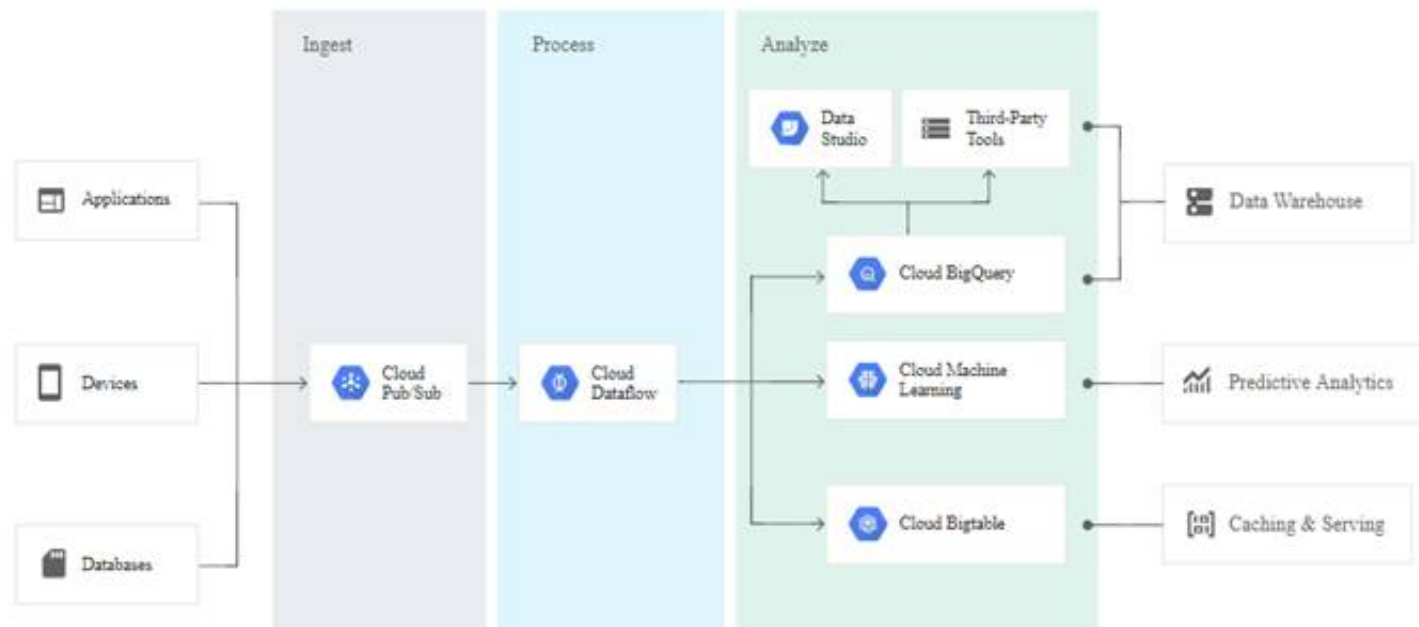 Ingest
Process
Analyze
Data
Studio
Third-Party
Tools
Applications
Data Warehouse
Cloud BigQuery
Devices
Cloud
Pub/Sub
Cloud
Dataflow
Cloud Machine
Learning
Predictive Analytics
Databases
Cloud Bigtable
Caching & Serving